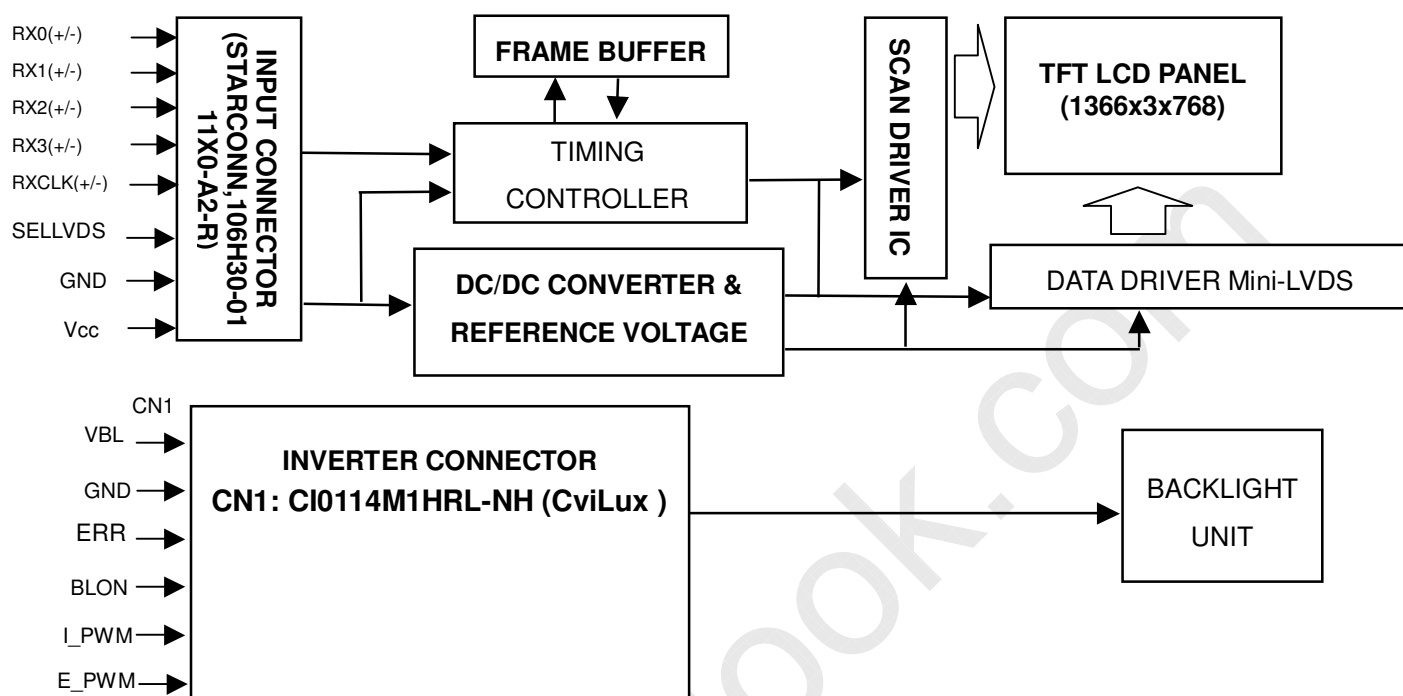 RX0(+/-)
RX1(+/-)
RX2(+/-)
RX3(+/-)
RXCLK(+/-)
SELLVDS
GND
Vcc
INPUT CONNECTOR
(STARCONN,106H30-01
11X0-A2-R)
FRAME BUFFER
TIMING
CONTROLLER
DC/DC CONVERTER &
REFERENCE VOLTAGE
SCAN DRIVER IC
TFT LCD PANEL
(1366x3x768)
DATA DRIVER Mini-LVDS
CN1
VBL
GND
ERR
BLON
I_PWM
E_PWM
INVERTER CONNECTOR
CN1: CI0114M1HRL-NH (CviLux )
BACKLIGHT
UNIT
ook.com